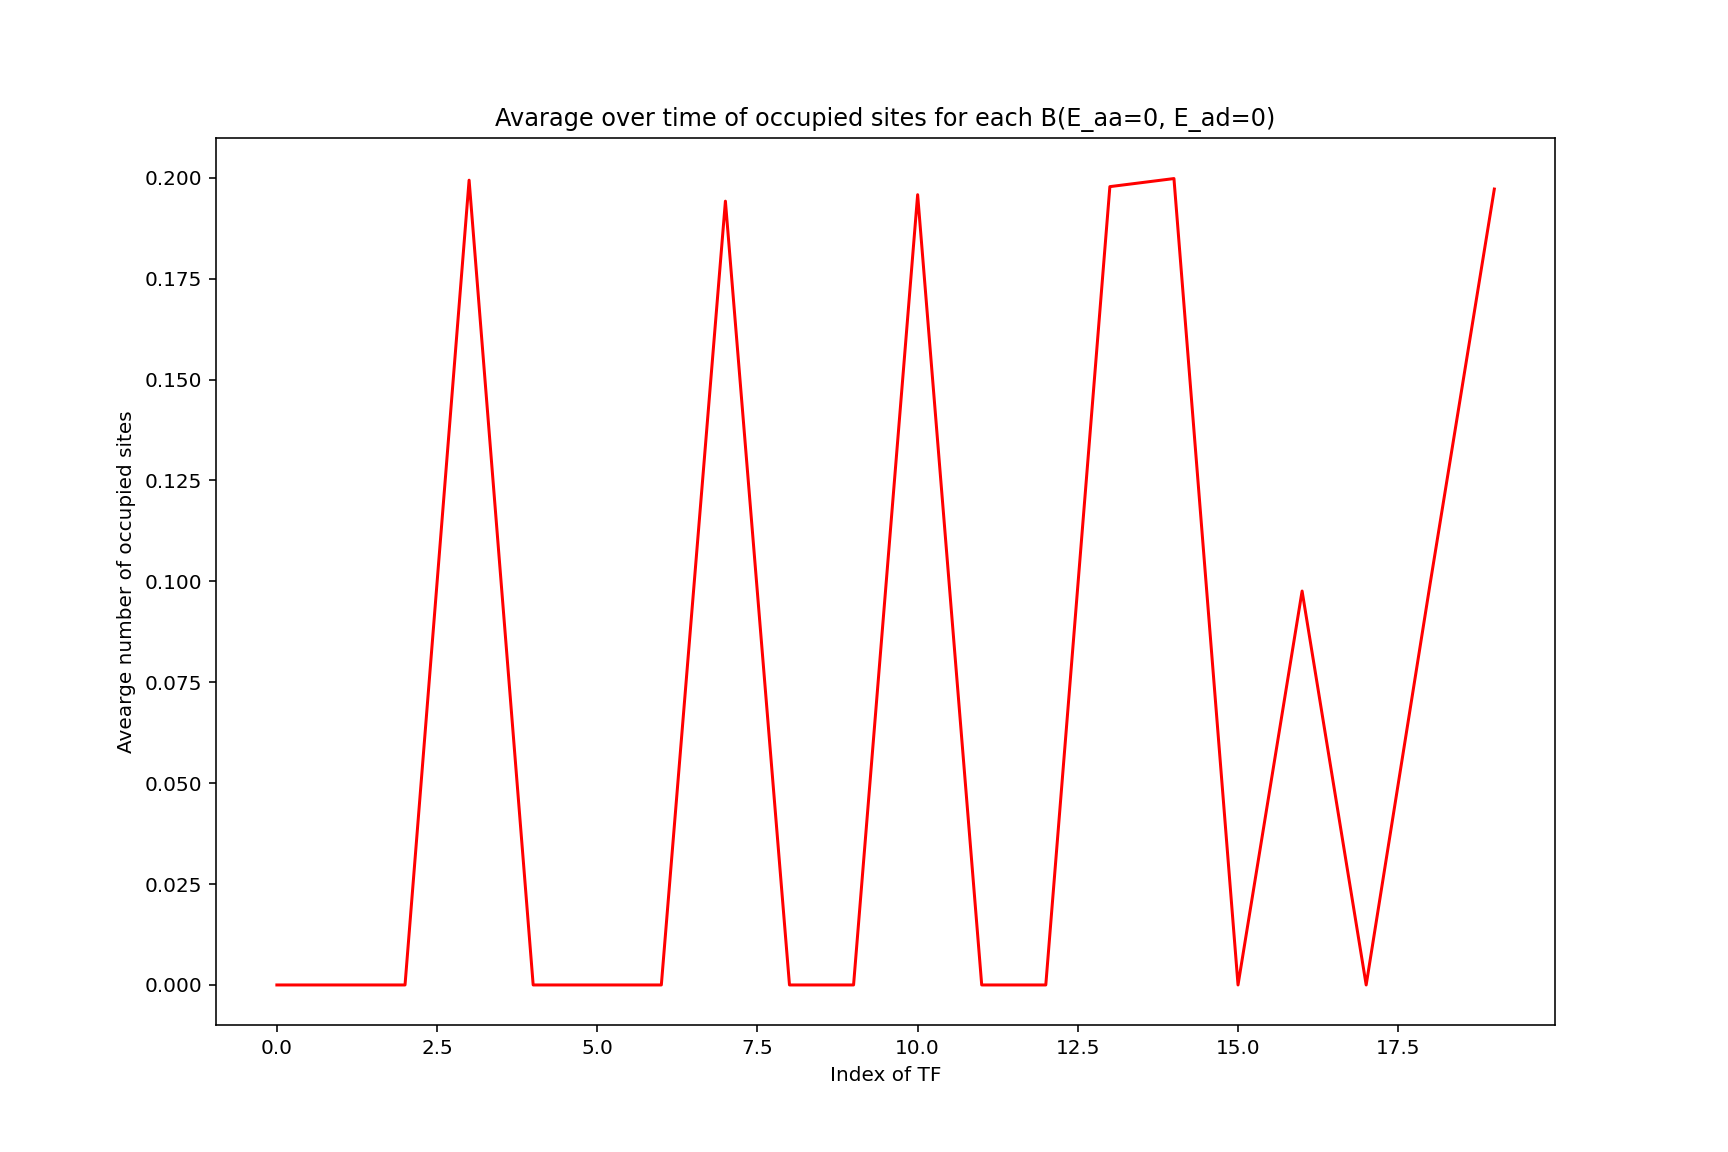 Avarage over time of occupied sites for each B(E_aa=0, E_ad=0)
0.200
0.175
0.150
0.125
0.100
0.075
0.050
0.025
0.000
Avearge number of occupied sites
0.0 2.5 5.0 7.5 10.0 12.5 15.0 17.5
Index of TF